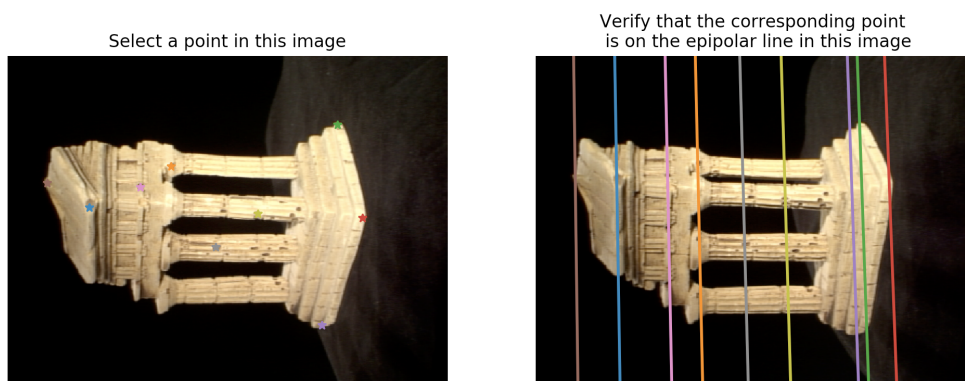 Select a point in this image
Verify that the corresponding point
is on the epipolar line in this image